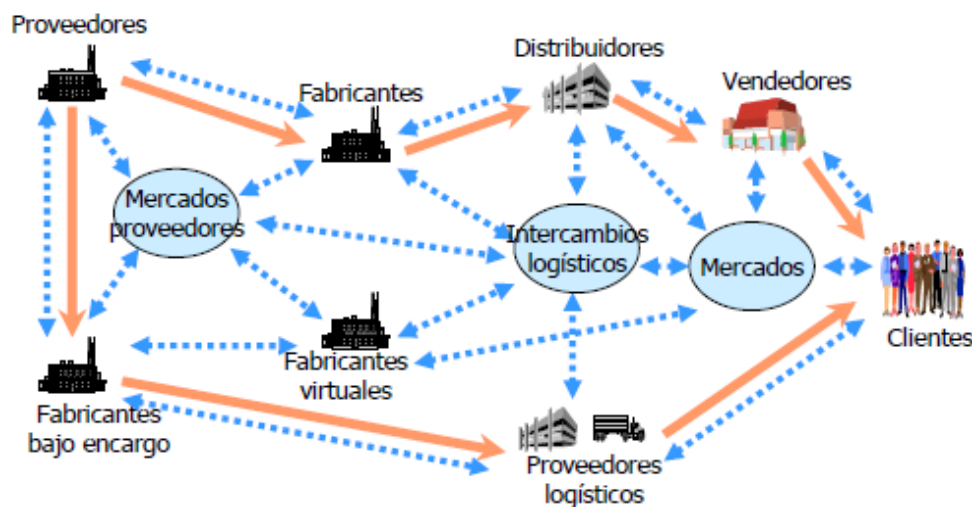 Proveedores
Distribuidores
Vendedores
Fabricantes
Mercados
proveedores
Intercambios
logísticos
Mercados
Clientes
Fabricantes
virtuales
Fabricantes
bajo encargo
Proveedores
logísticos